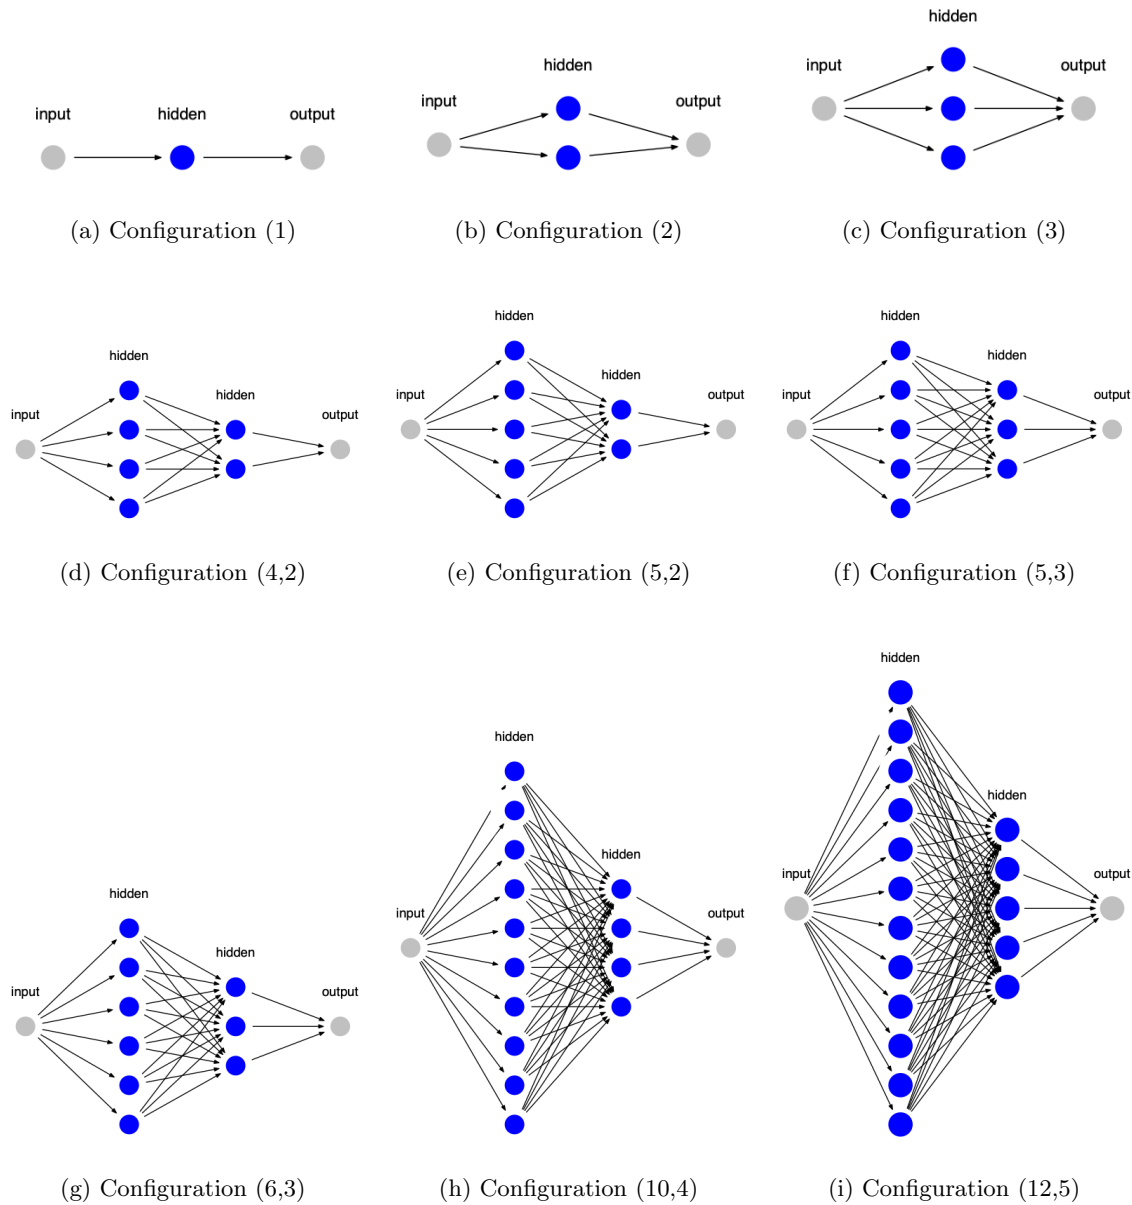 hidden
input
output
hidden
input
output
input
hidden
output
(a) Configuration (1)
(b) Configuration (2)
(c) Configuration (3)
hidden
hidden
hidden
hidden
hidden
hidden
input
output
input
output
input
output
(d) Configuration (4,2)
(e) Configuration (5,2)
(f) Configuration (5,3)
hidden
hidden
hidden
hidden
input
hidden
output
hidden
input
output
input
output
(g) Configuration (6,3)
(h) Configuration (10,4)
(i) Configuration (12,5)